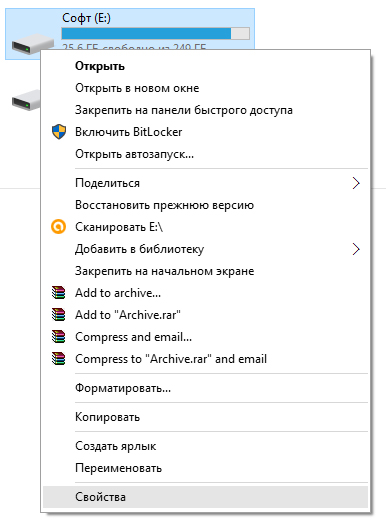 Софт (E:)
25,6 ГБ свободно из 249 ГБ
Открыть
Открыть в новом окне
Закрепить на панели быстрого доступа
Включить BitLocker
Открыть автозапуск...
Поделиться
Восстановить прежнюю версию
Сканировать E:\
Добавить в библиотеку
Закрепить на начальном экране
Add to archive...
Add to "Archive.rar"
Compress and email...
Compress to "Archive.rar" and email
Форматировать...
Копировать
Создать ярлык
Переименовать
Свойства